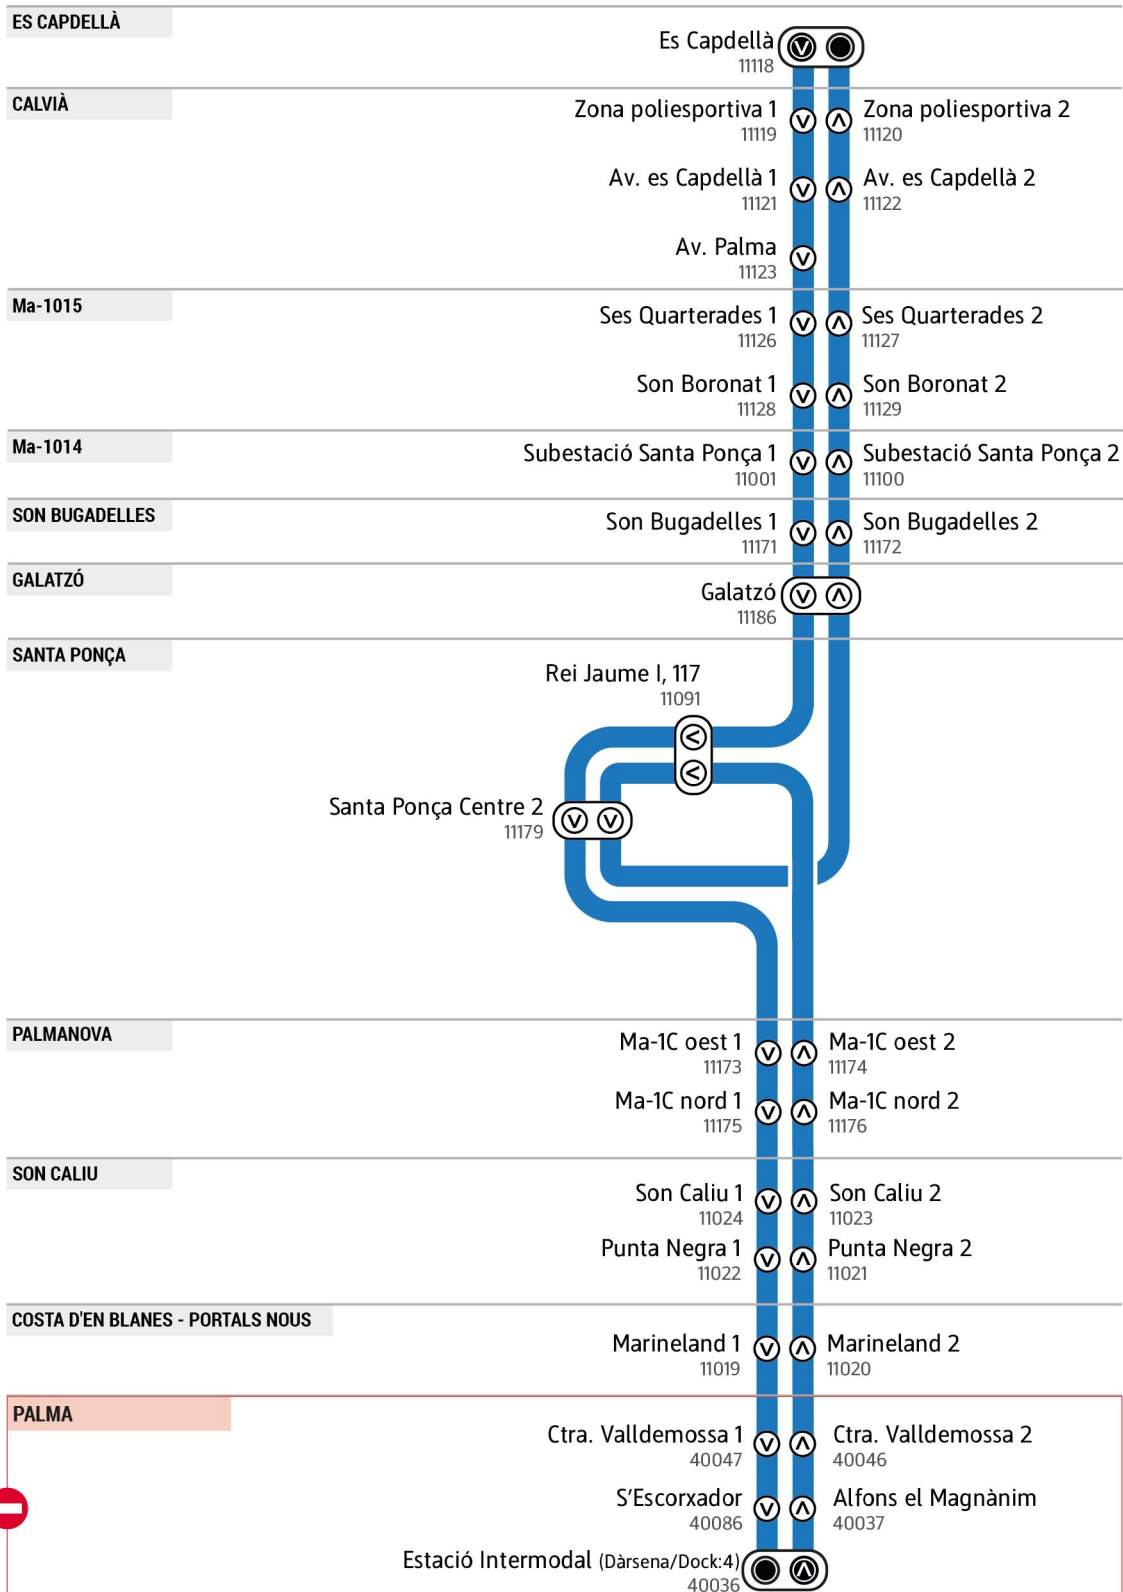 ES CAPDELLÀ
Es Capdellà
11118
CALVIÀ
Zona poliesportiva 1
11119
Zona poliesportiva 2
11120
Av. es Capdellà 1
11121
Av. es Capdellà 2
11122
Av. Palma
11123
Ma-1015
Ses Quarterades 1
11126
Ses Quarterades 2
11127
Son Boronat 1
11128
Son Boronat 2
11129
Ma-1014
Subestació Santa Ponça 1
11001
Subestació Santa Ponça 2
11100
SON BUGADELLES
Son Bugadelles 1
11171
Son Bugadelles 2
11172
GALATZÓ
Galatzó
11186
SANTA PONÇA
Rei Jaume I, 117
11091
Santa Ponça Centre 2
11179
PALMANOVA
Ma-1C oest 1
11173
Ma-1C oest 2
11174
Ma-1C nord 1
11175
Ma-1C nord 2
11176
SON CALIU
Son Caliu 1
11024
Son Caliu 2
11023
Punta Negra 1
11022
Punta Negra 2
11021
COSTA D'EN BLANES - PORTALS NOUS
Marineland 1
11019
Marineland 2
11020
PALMA
Ctra. Valldemossa 1
40047
Ctra. Valldemossa 2
40046
S'Escorxador
40086
Alfons el Magnànim
40037
Estació Intermodal (Dàrsena/Dock:4)
40036